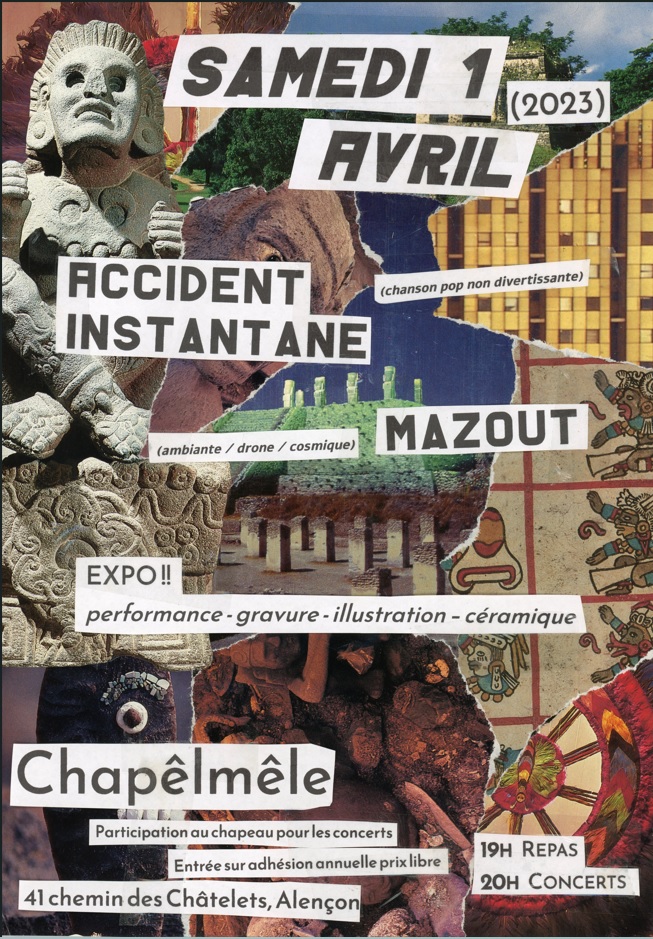 SAMEDI 1
(2023)
AVRIL
ACCIDENT
INSTANTANE
(chanson pop non divertissante)
(ambiante / drone / cosmique)
MAZOUT
EXPO!!
performance - gravure - illustration - céramique
Chapêlmêle
Participation au chapeau pour les concerts
Entrée sur adhésion annuelle prix libre
41 chemin des Châtelets, Alençon
19H REPAS
20H CONCERTS